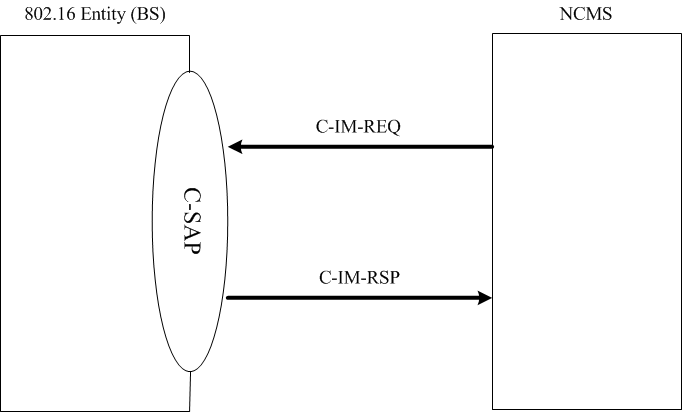 802.16 Entity (BS)
NCMS
C-IM-REQ
C-SAP
C-IM-RSP